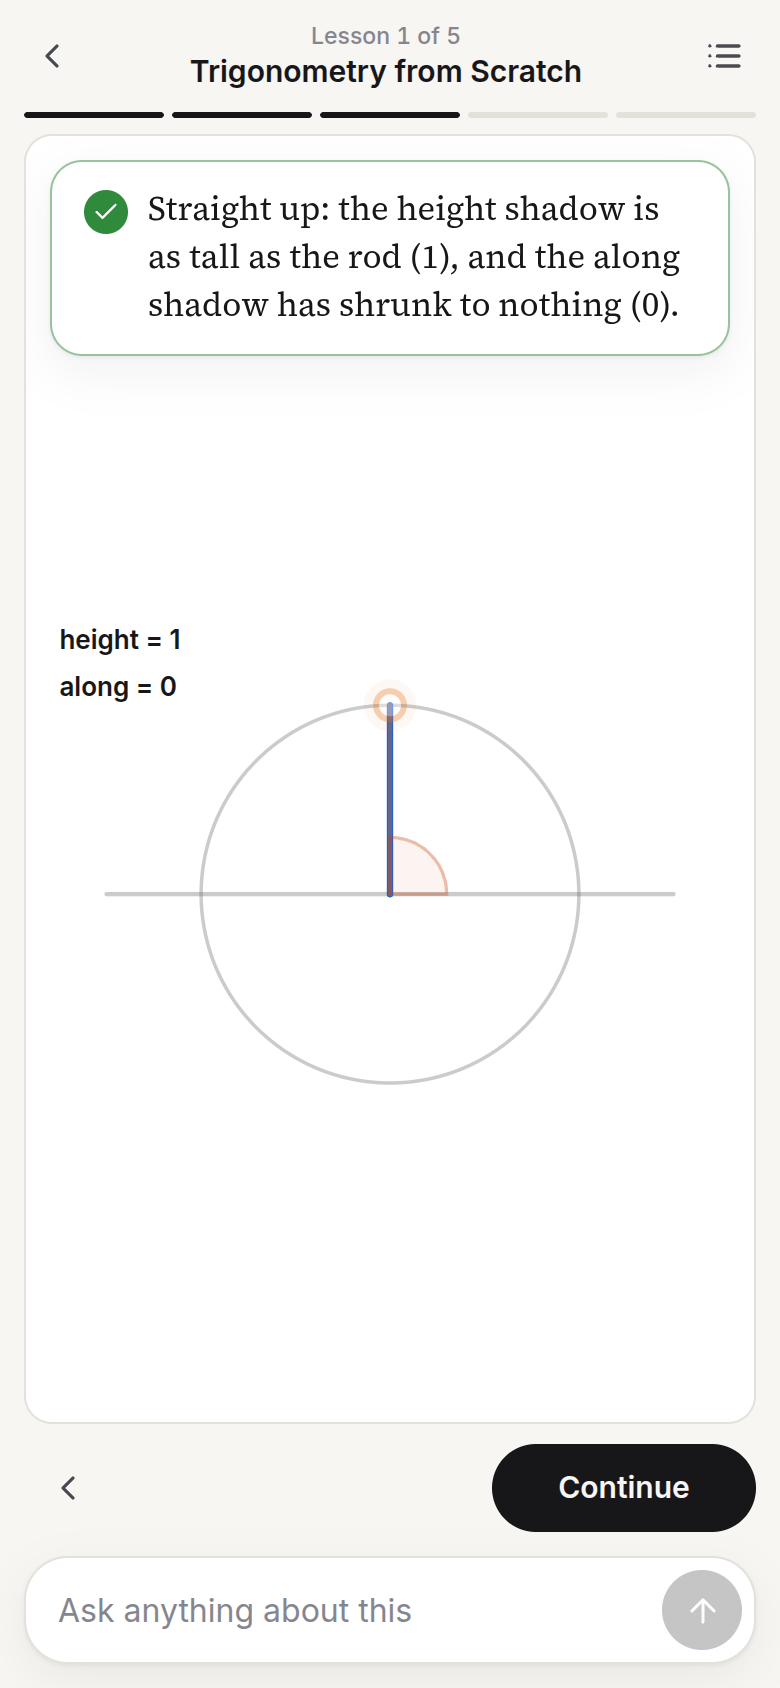 Lesson 1 of 5
Trigonometry from Scratch
Straight up: the height shadow is
as tall as the rod (1), and the along
shadow has shrunk to nothing (0).
height = 1
along = 0
Continue
Ask anything about this